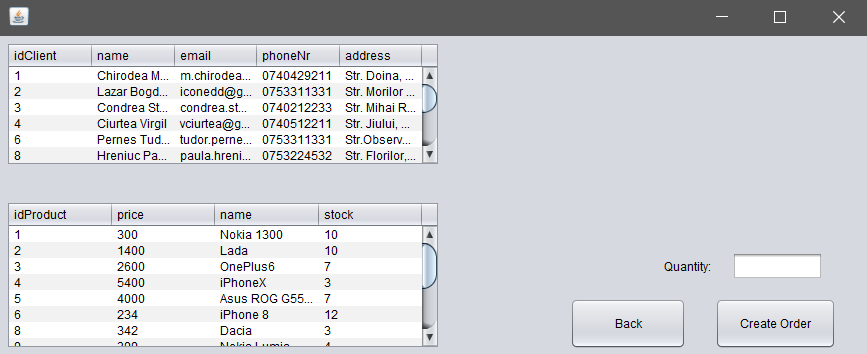 idClient name email phoneNr address
1 Chirodea M... m.chirodea... 0740429211 Str. Doina, ...
2 Lazar Bogd... iconedd@g... 0753311331 Str. Morilor ...
3 Condrea St... condrea.st... 0740212233 Str. Mihai R...
4 Ciurtea Virgil vciurtea@g... 0740512211 Str. Jiului, ...
6 Pernes Tud... tudor.perne... 0753311331 Str.Observ...
8 Hreniuc Pa... paula.hreni... 0753224532 Str. Florilor,...
idProduct price name stock
1 300 Nokia 1300 10
2 1400 Lada 10
3 2600 OnePlus6 7
4 5400 iPhoneX 3
5 4000 Asus ROG G55... 7
6 234 iPhone 8 12
8 342 Dacia 3
9 Nokia Lumia 4
Quantity:
Back Create Order